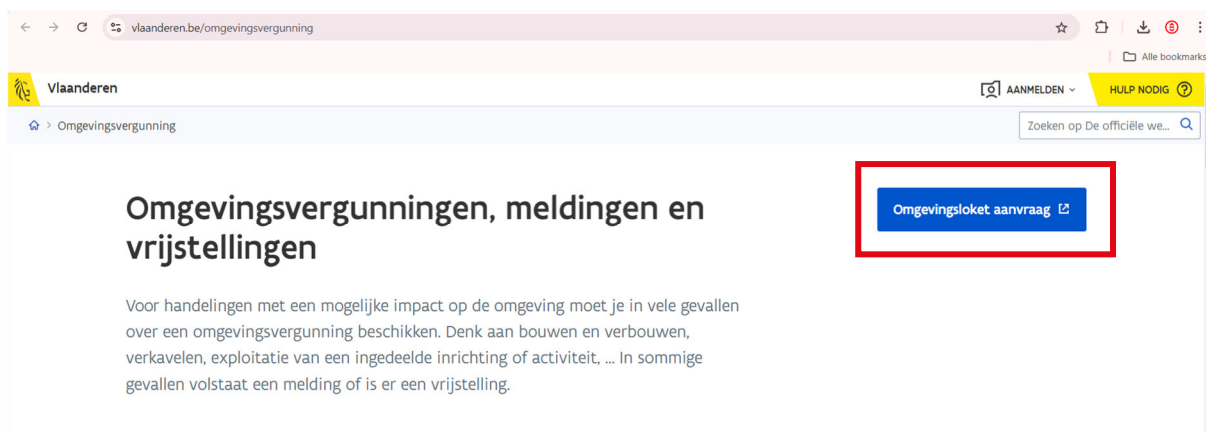 vlaanderen.be/omgevingsvergunning
Alle bookmarks
Vlaanderen
AANMELDEN
HULP NODIG
Omgevingsvergunning
Zoeken op De officiële we...
Omgevingsvergunningen, meldingen en
vrijstellingen
Omgevingsloket aanvraag
Voor handelingen met een mogelijke impact op de omgeving moet je in vele gevallen
over een omgevingsvergunning beschikken. Denk aan bouwen en verbouwen,
verkavelen, exploitatie van een ingedeelde inrichting of activiteit, ... In sommige
gevallen volstaat een melding of is er een vrijstelling.